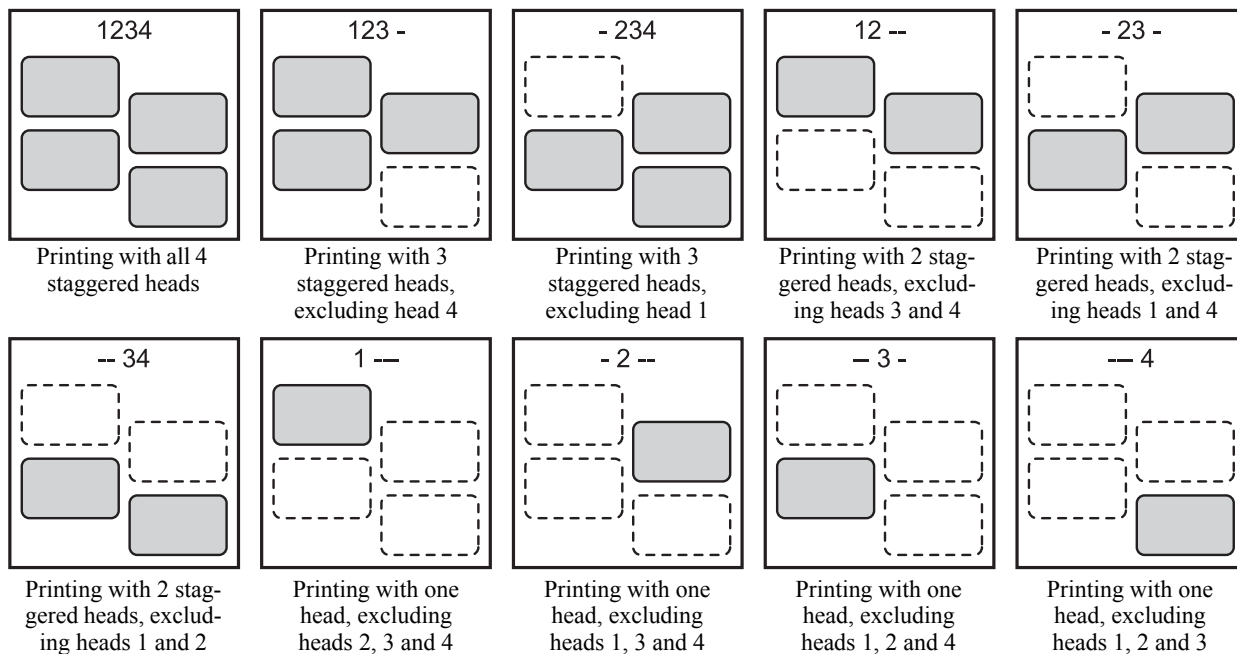 1234
Printing with all 4
staggered heads
123 -
Printing with 3
staggered heads,
excluding head 4
- 234
Printing with 3
staggered heads,
excluding head 1
12 --
Printing with 2 stag-
gered heads, exclud-
ing heads 3 and 4
- 23 -
Printing with 2 stag-
gered heads, exclud-
ing heads 1 and 4
-- 34
Printing with 2 stag-
gered heads, exclud-
ing heads 1 and 2
1 ---
Printing with one
head, excluding
heads 2, 3 and 4
- 2 --
Printing with one
head, excluding
heads 1, 3 and 4
-- 3 -
Printing with one
head, excluding
heads 1, 2 and 4
--- 4
Printing with one
head, excluding
heads 1, 2 and 3